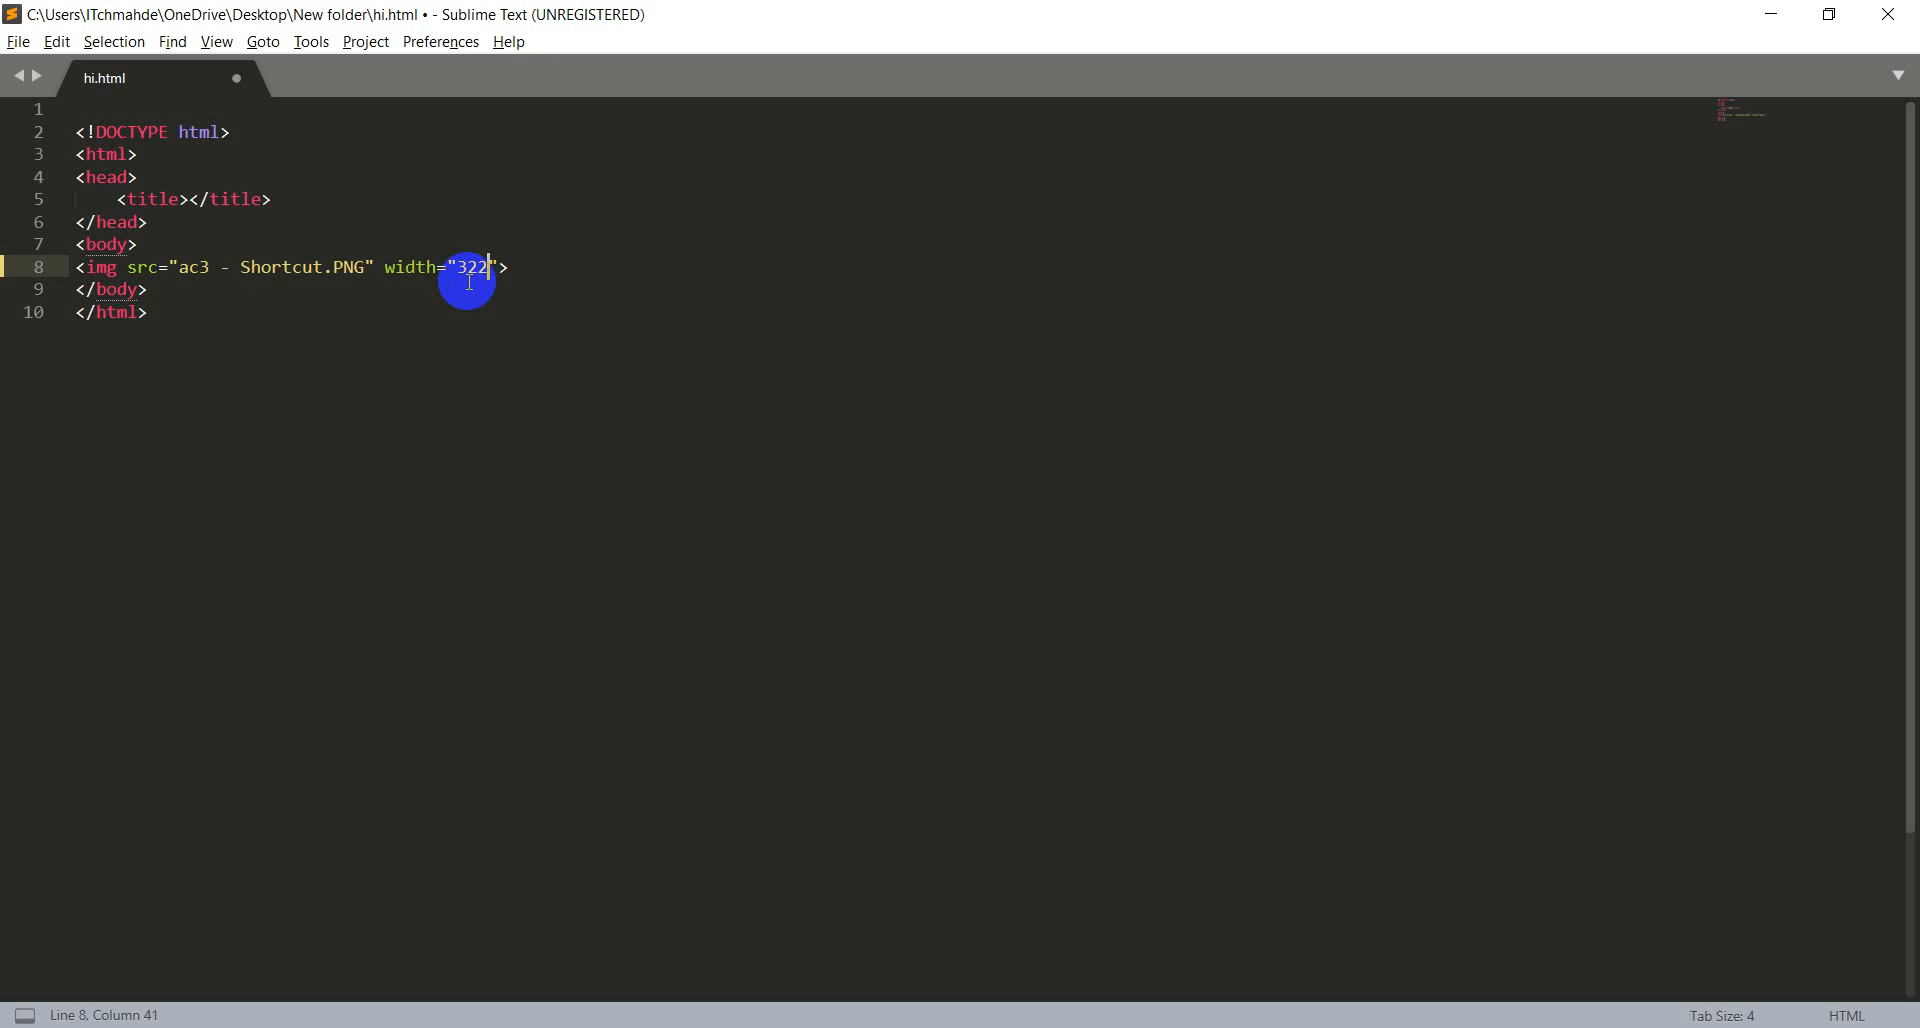 C:\Users\ITchmahde\OneDrive\Desktop\New folder\hi.html • - Sublime Text (UNREGISTERED)
File Edit Selection Find View Goto Tools Project Preferences Help
hi.html
1
2 <!DOCTYPE html>
3 <html>
4 <head>
5 <title></title>
6 </head>
7 <body>
8 <img src="ac3 - Shortcut.PNG" width="322">
9 </body>
10 </html>
Line 8, Column 41 Tab Size: 4 HTML